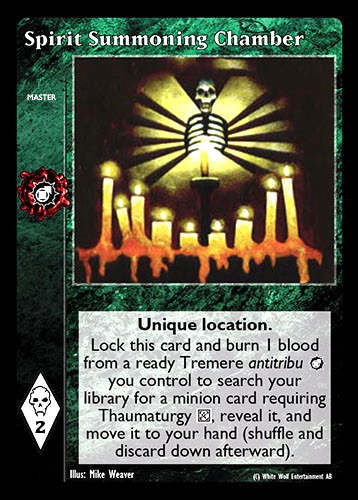 Spirit Summoning Chamber
MASTER
Unique location.
Lock this card and burn 1 blood
from a ready Tremere antitribu
you control to search your
library for a minion card requiring
Thaumaturgy , reveal it, and
move it to your hand (shuffle and
discard down afterward).
2
Illus: Mike Weaver
(C) White Wolf Entertainment AB